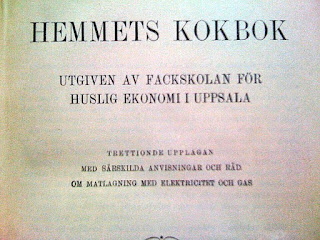 HEMMETS KOKBOK
UTGIVEN AV FACKSKOLAN FÖR
HUSLIG EKONOMI I UPPSALA
TRETTIONDE UPPLAGAN
MED SÄRSKILDA ANVISNINGAR OCH RÅD
OM MATLAGNING MED ELEKTRICITET OCH GAS